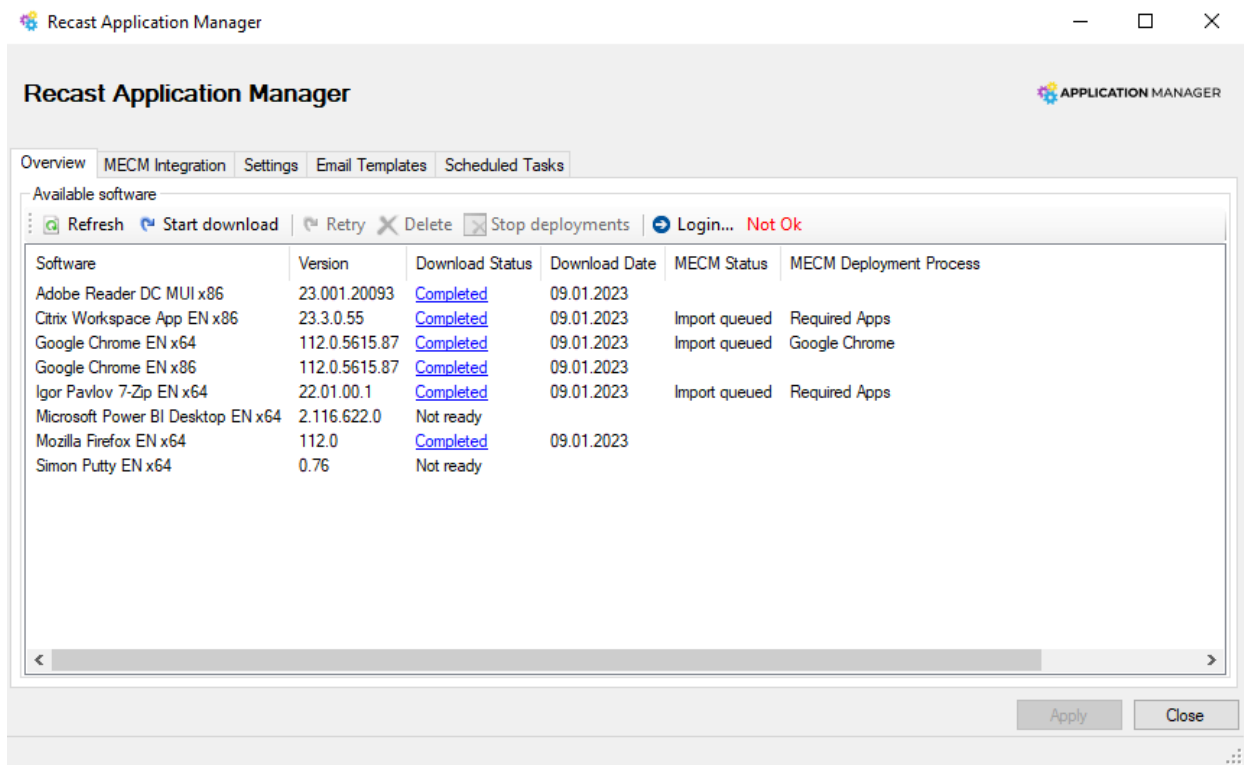 Recast Application Manager
Recast Application Manager
APPLICATION MANAGER
Overview MECM Integration Settings Email Templates Scheduled Tasks
Available software
Refresh Start download Retry Delete Stop deployments Login... Not Ok
Software Version Download Status Download Date MECM Status MECM Deployment Process
Adobe Reader DC MUI x86 23.001.20093 Completed 09.01.2023
Citrix Workspace App EN x86 23.3.0.55 Completed 09.01.2023 Import queued Required Apps
Google Chrome EN x64 112.0.5615.87 Completed 09.01.2023 Import queued Google Chrome
Google Chrome EN x86 112.0.5615.87 Completed 09.01.2023
Igor Pavlov 7-Zip EN x64 22.01.00.1 Completed 09.01.2023 Import queued Required Apps
Microsoft Power BI Desktop EN x64 2.116.622.0 Not ready
Mozilla Firefox EN x64 112.0 Completed 09.01.2023
Simon Putty EN x64 0.76 Not ready
Apply Close